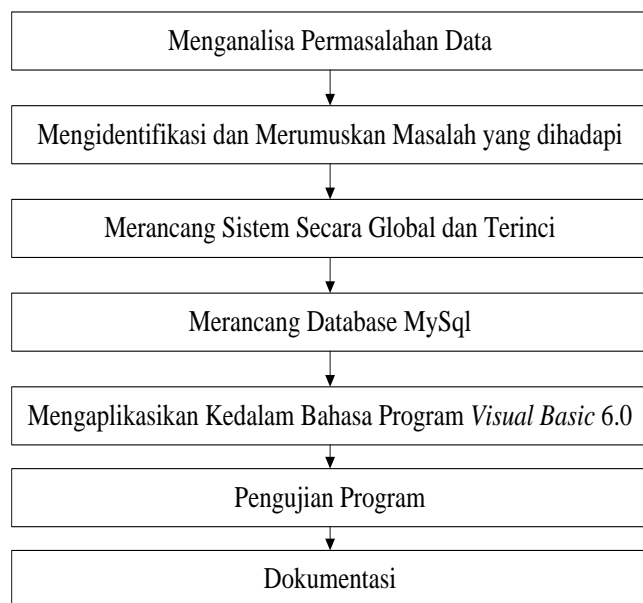 Menganalisa Permasalahan Data
Mengidentifikasi dan Merumuskan Masalah yang dihadapi
Merancang Sistem Secara Global dan Terinci
Merancang Database MySql
Mengaplikasikan Kedalam Bahasa Program Visual Basic 6.0
Pengujian Program
Dokumentasi